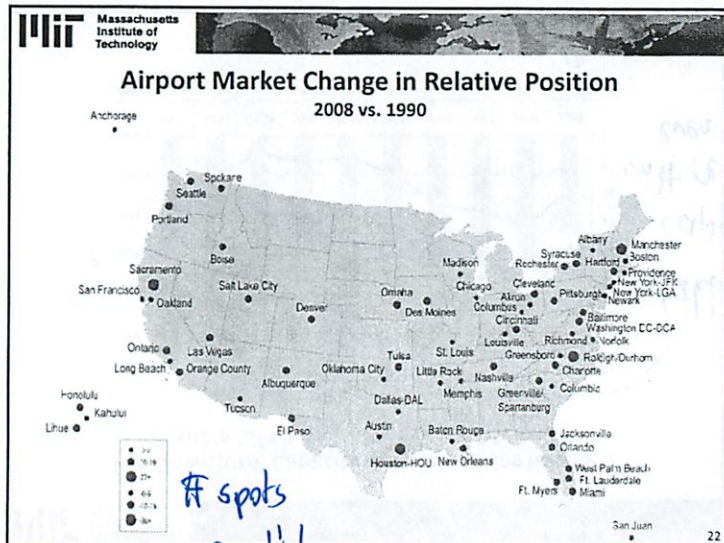 Massachusetts
Institute of
Technology
Airport Market Change in Relative Position
2008 vs. 1990
Anchorage
Spokane
Seattle
Portland
Boise
Sacramento
San Francisco
Oakland
Salt Lake City
Denver
Las Vegas
Ontario
Long Beach
Orange County
Tucson
Albuquerque
El Paso
Honolulu
Kahului
Lihue
Omaha
Des Moines
Madison
Chicago
Oklahoma City
Tulsa
Little Rock
Memphis
St. Louis
Dallas-DAL
Austin
Houston-HOU
Baton Rouge
New Orleans
Albany
Manchester
Syracuse
Rochester
Hartford
Boston
Providence
New York-JFK
New York-LGA
Newark
Cleveland
Akron
Columbus
Pittsburgh
Cincinnati
Baltimore
Washington DC-DCA
Louisville
Richmond
Norfolk
Greensboro
Raleigh/Durham
Nashville
Charlotte
Greenville/
Spartanburg
Columbia
Jacksonville
Orlando
West Palm Beach
Ft. Lauderdale
Ft. Myers
Miami
San Juan
# spots
22